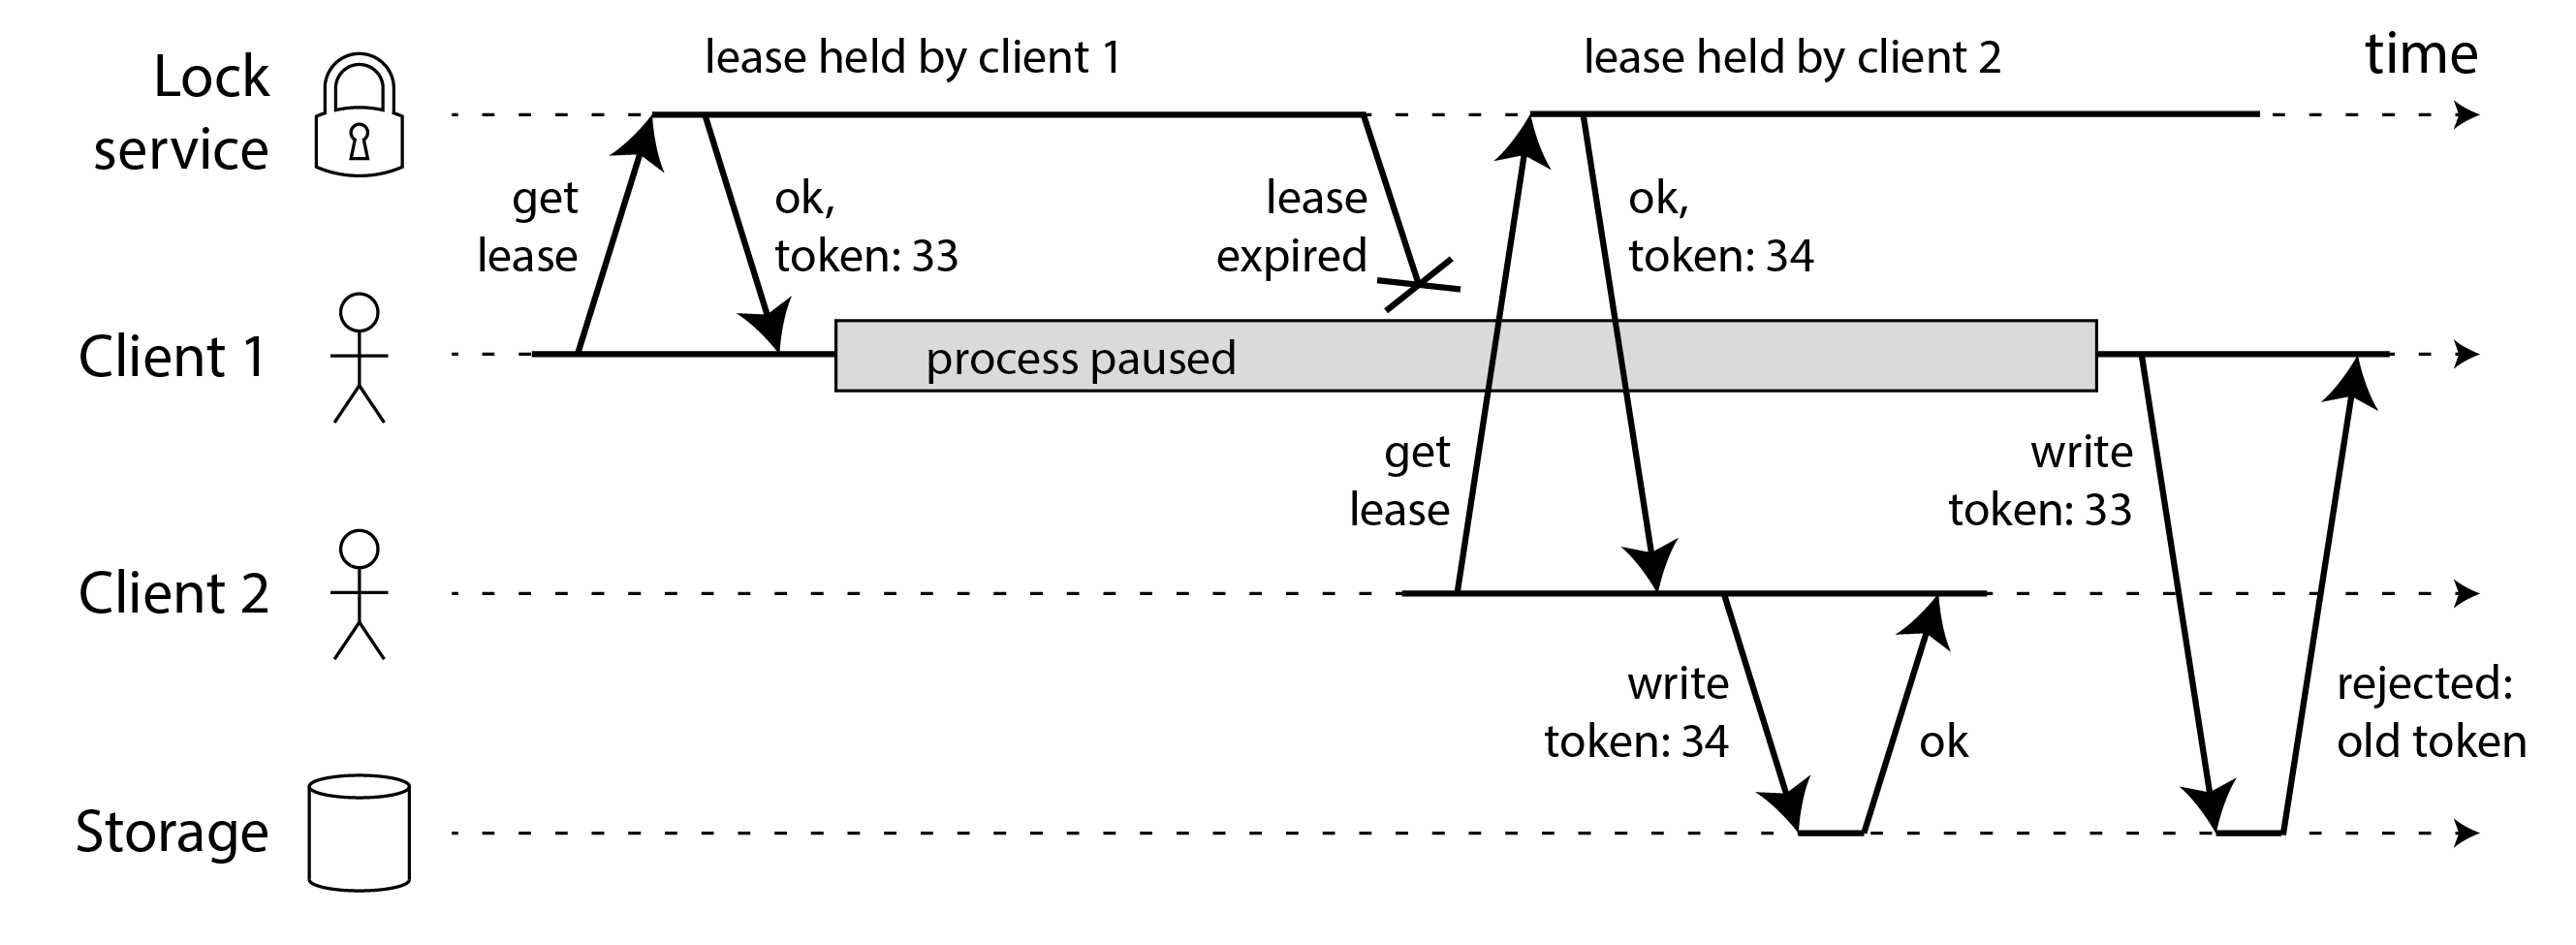 lease held by client 1
lease held by client 2
time
Lock
service
get
lease
ok,
token: 33
lease
expired
ok,
token: 34
Client 1
process paused
get
lease
write
token: 33
Client 2
write
token: 34
ok
rejected:
old token
Storage